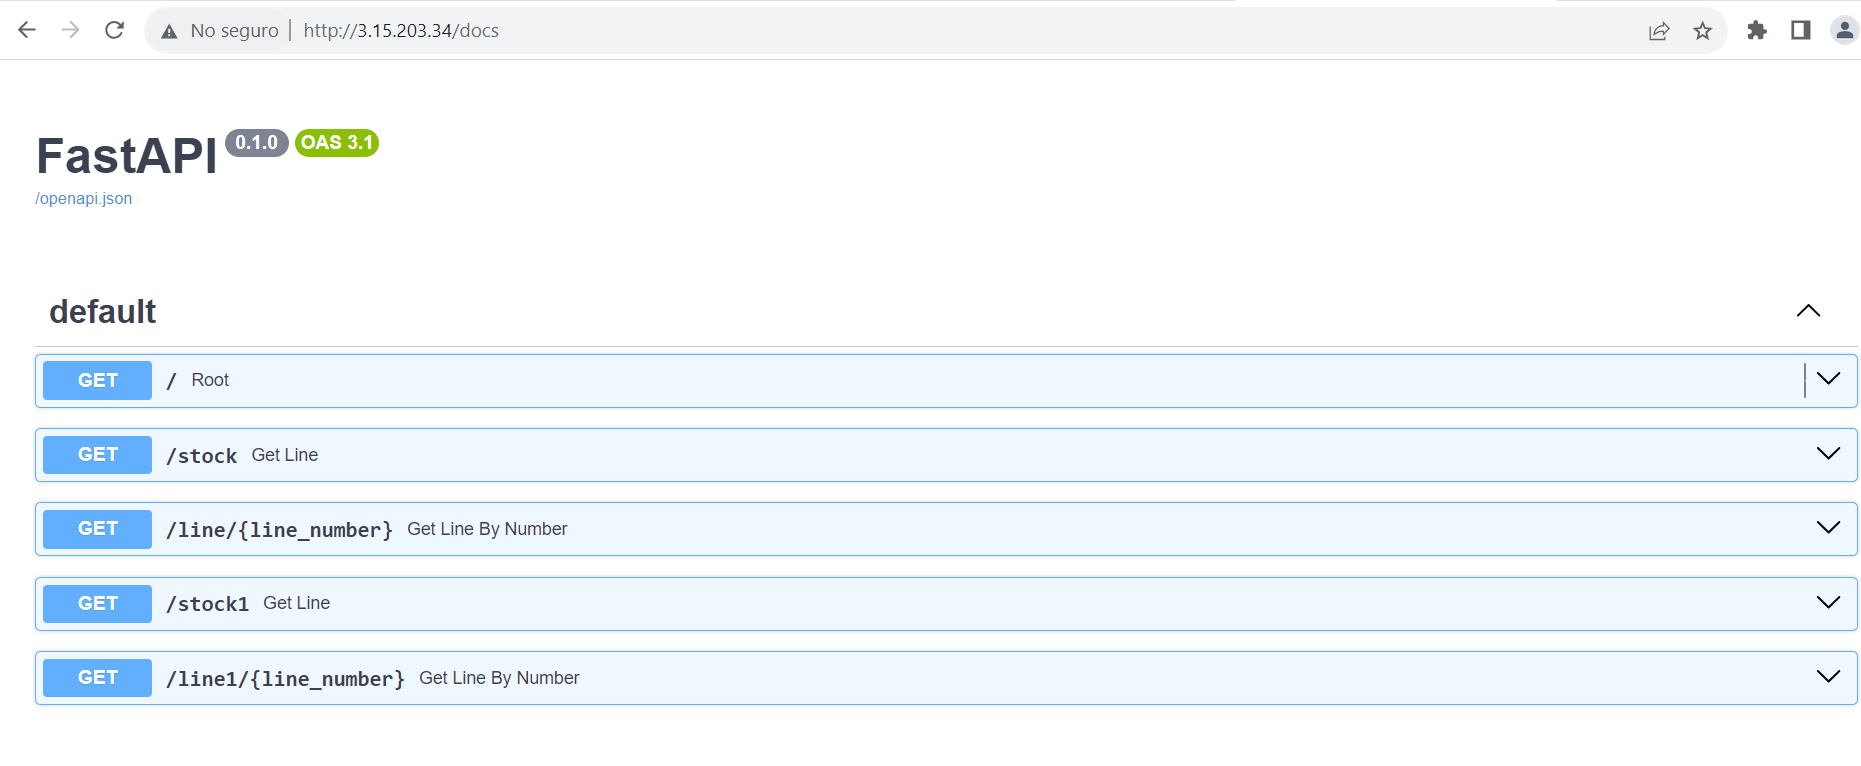 No seguro | http://3.15.203.34/docs
FastAPI 0.1.0 OAS 3.1
/openapi.json
default
GET / Root
GET /stock Get Line
GET /line/{line_number} Get Line By Number
GET /stock1 Get Line
GET /line1/{line_number} Get Line By Number